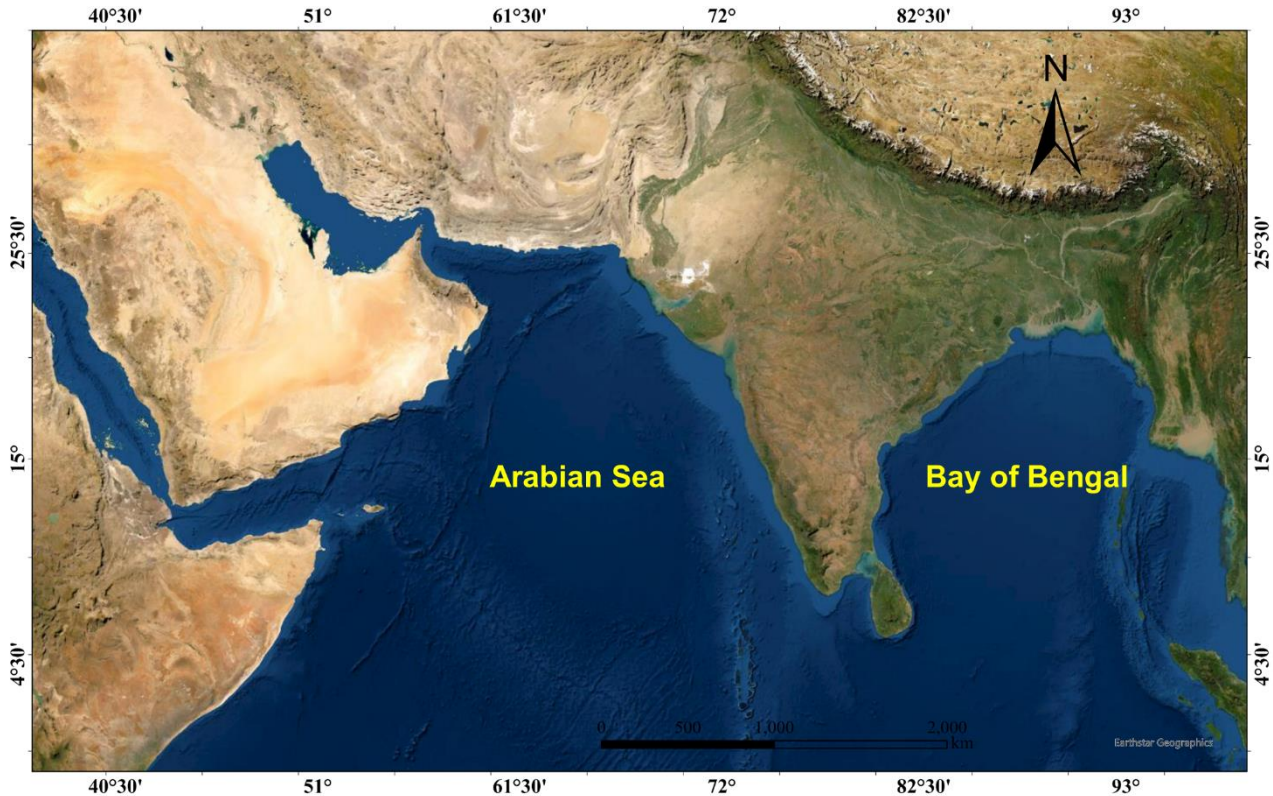 40°30' 51° 61°30' 72° 82°30' 93°
N
25°30' 25°30'
Arabian Sea Bay of Bengal
15° 15°
4°30' 4°30'
0 500 1,000 2,000
km
Earthstar Geographics
40°30' 51° 61°30' 72° 82°30' 93°